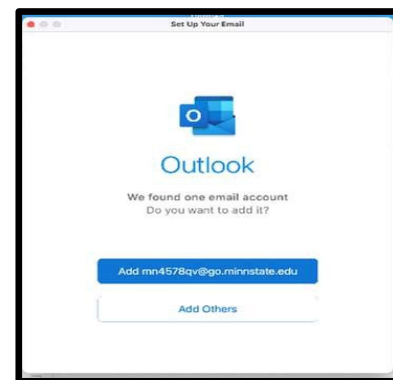 Set Up Your Email
O
Outlook
We found one email account
Do you want to add it?
Add mn4578qv@go.minnstate.edu
Add Others